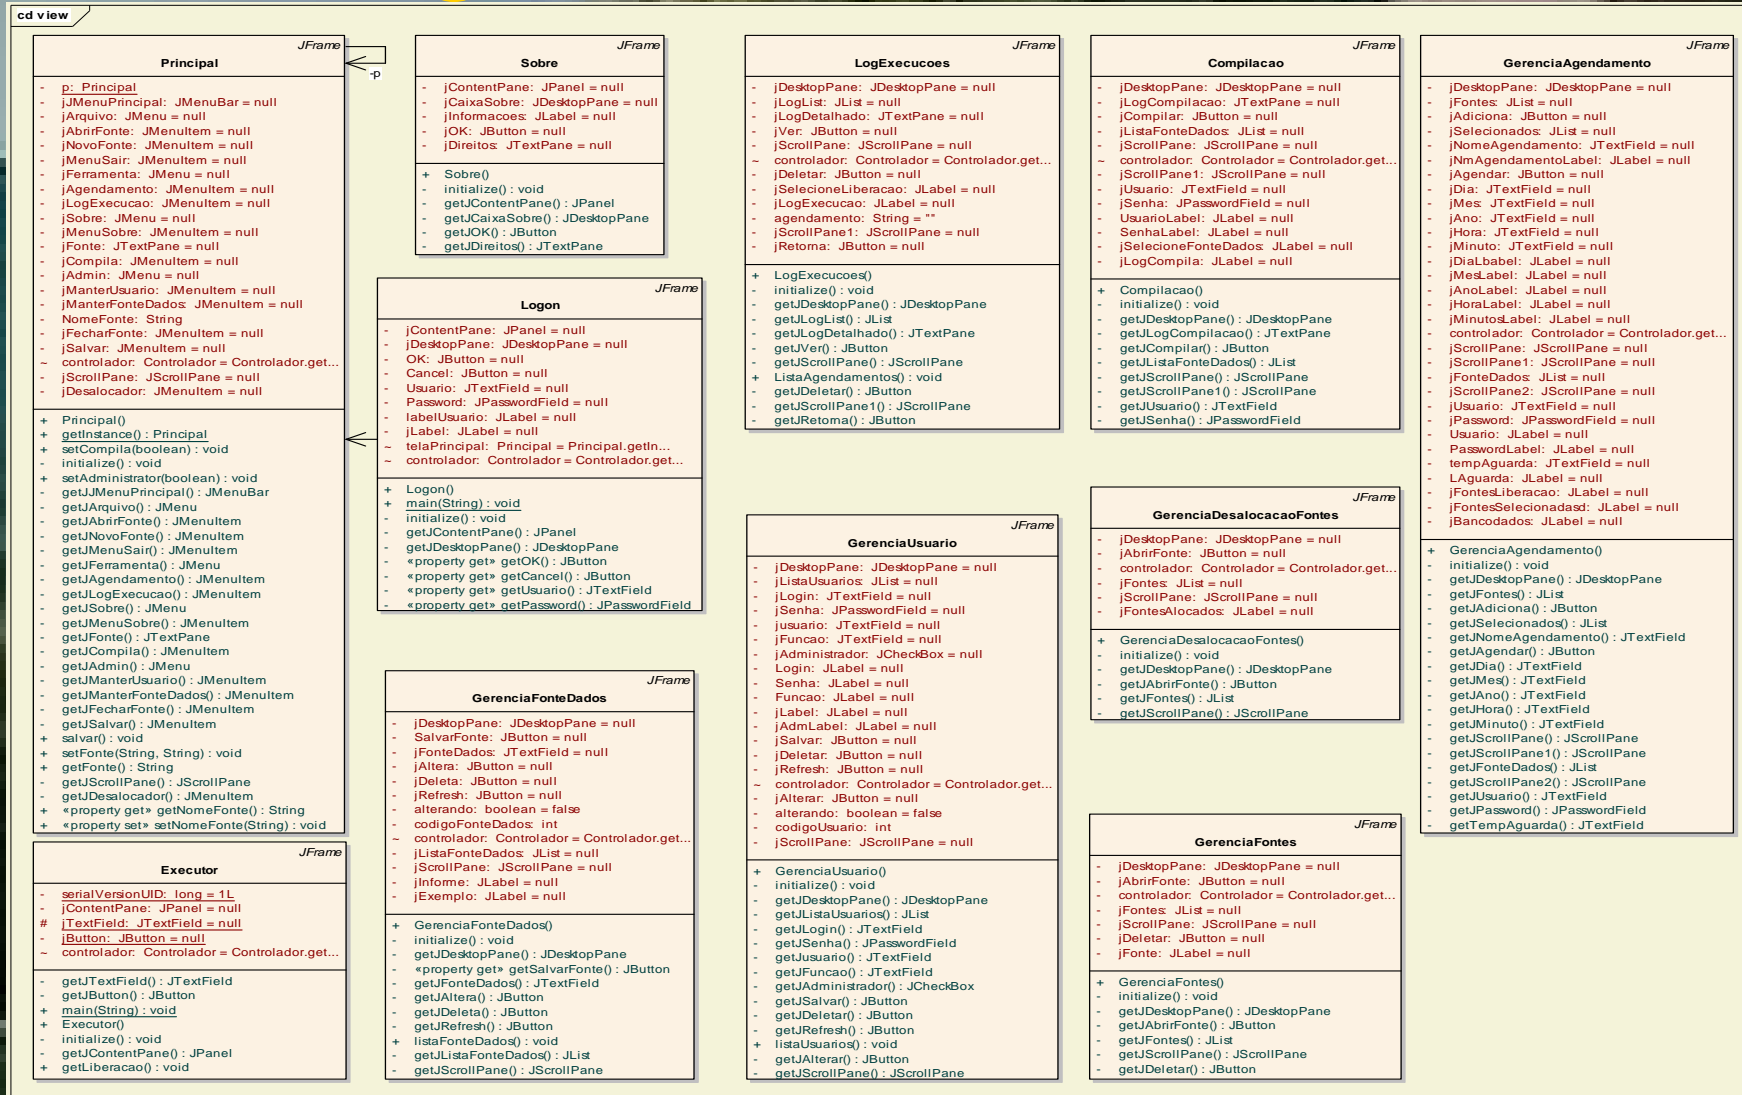 cd view
JFrame
Principal
- p: Principal
- jJMenuPrincipal: JMenuBar = null
- jArquivo: JMenu = null
- jAbrirFonte: JMenuItem = null
- jNovoFonte: JMenuItem = null
- jMenuSair: JMenuItem = null
- jFerramenta: JMenu = null
- jAgendamento: JMenuItem = null
- jLogExecucao: JMenuItem = null
- jSobre: JMenu = null
- jMenuSobre: JMenuItem = null
- jFonte: JTextPane = null
- jCompila: JMenuItem = null
- jAdmin: JMenu = null
- jManterUsuario: JMenuItem = null
- jManterFonteDados: JMenuItem = null
- NomeFonte: String
- jFecharFonte: JMenuItem = null
- jSalvar: JMenuItem = null
~ controlador: Controlador = Controlador.get...
- jScrollPane: JScrollPane = null
- jDesalocador: JMenuItem = null
+ Principal()
+ getInstance() : Principal
+ setCompila(boolean) : void
- initialize() : void
+ setAdministrator(boolean) : void
- getJJMenuPrincipal() : JMenuBar
- getJArquivo() : JMenu
- getJAbrirFonte() : JMenuItem
- getJNovoFonte() : JMenuItem
- getJMenuSair() : JMenuItem
- getJFerramenta() : JMenu
- getJAgendamento() : JMenuItem
- getJLogExecucao() : JMenuItem
- getJSobre() : JMenu
- getJMenuSobre() : JMenuItem
- getJFonte() : JTextPane
- getJCompila() : JMenuItem
- getJAdmin() : JMenu
- getJManterUsuario() : JMenuItem
- getJManterFonteDados() : JMenuItem
- getJFecharFonte() : JMenuItem
- getJSalvar() : JMenuItem
+ salvar() : void
+ setFonte(String, String) : void
+ getFonte() : String
- getJScrollPane() : JScrollPane
- getJDesalocador() : JMenuItem
+ «property get» getNomeFonte() : String
+ «property set» setNomeFonte(String) : void
-p
JFrame
Executor
- serialVersionUID: long = 1L
- jContentPane: JPanel = null
# jTextField: JTextField = null
- jButton: JButton = null
~ controlador: Controlador = Controlador.get...
- getJTextField() : JTextField
- getJButton() : JButton
+ main(String) : void
+ Executor()
- initialize() : void
- getJContentPane() : JPanel
+ getLiberacao() : void
JFrame
Sobre
- jContentPane: JPanel = null
- jCaixaSobre: JDesktopPane = null
- jInformacoes: JLabel = null
- jOK: JButton = null
- jDireitos: JTextPane = null
+ Sobre()
- initialize() : void
- getJContentPane() : JPanel
- getJCaixaSobre() : JDesktopPane
- getJOK() : JButton
- getJDireitos() : JTextPane
JFrame
Logon
- jContentPane: JPanel = null
- jDesktopPane: JDesktopPane = null
- OK: JButton = null
- Cancel: JButton = null
- Usuario: JTextField = null
- Password: JPasswordField = null
- labelUsuario: JLabel = null
- jLabel: JLabel = null
~ telaPrincipal: Principal = Principal.getIn...
~ controlador: Controlador = Controlador.get...
+ Logon()
+ main(String) : void
- initialize() : void
- getJContentPane() : JPanel
- getJDesktopPane() : JDesktopPane
- «property get» getOK() : JButton
- «property get» getCancel() : JButton
- «property get» getUsuario() : JTextField
- «property get» getPassword() : JPasswordField
JFrame
GerenciaFonteDados
- jDesktopPane: JDesktopPane = null
- SalvarFonte: JButton = null
- jFonteDados: JTextField = null
- jAltera: JButton = null
- jDeleta: JButton = null
- jRefresh: JButton = null
- alterando: boolean = false
- codigoFonteDados: int
~ controlador: Controlador = Controlador.get...
- jListaFonteDados: JList = null
- jScrollPane: JScrollPane = null
- jInforme: JLabel = null
- jExemplo: JLabel = null
+ GerenciaFonteDados()
- initialize() : void
- getJDesktopPane() : JDesktopPane
- «property get» getSalvarFonte() : JButton
- getJFonteDados() : JTextField
- getJAltera() : JButton
- getJDeleta() : JButton
- getJRefresh() : JButton
+ listaFonteDados() : void
- getJListaFonteDados() : JList
- getJScrollPane() : JScrollPane
JFrame
LogExecucoes
- jDesktopPane: JDesktopPane = null
- jLogList: JList = null
- jLogDetalhado: JTextPane = null
- jVer: JButton = null
- jScrollPane: JScrollPane = null
~ controlador: Controlador = Controlador.get...
- jDeletar: JButton = null
- jSelecioneLiberacao: JLabel = null
- jLogExecucao: JLabel = null
- agendamento: String = ""
- jScrollPane1: JScrollPane = null
- jRetorna: JButton = null
+ LogExecucoes()
- initialize() : void
- getJDesktopPane() : JDesktopPane
- getJLogList() : JList
- getJLogDetalhado() : JTextPane
- getJVer() : JButton
- getJScrollPane() : JScrollPane
+ ListaAgendamentos() : void
- getJDeletar() : JButton
- getJScrollPane1() : JScrollPane
- getJRetorna() : JButton
JFrame
GerenciaUsuario
- jDesktopPane: JDesktopPane = null
- jListaUsuarios: JList = null
- jLogin: JTextField = null
- jSenha: JPasswordField = null
- jusuario: JTextField = null
- jFuncao: JTextField = null
- jAdministrador: JCheckBox = null
- Login: JLabel = null
- Senha: JLabel = null
- Funcao: JLabel = null
- jLabel: JLabel = null
- jAdmLabel: JLabel = null
- jSalvar: JButton = null
- jDeletar: JButton = null
- jRefresh: JButton = null
~ controlador: Controlador = Controlador.get...
- jAlterar: JButton = null
- alterando: boolean = false
- codigoUsuario: int
- jScrollPane: JScrollPane = null
+ GerenciaUsuario()
- initialize() : void
- getJDesktopPane() : JDesktopPane
- getJListaUsuarios() : JList
- getJLogin() : JTextField
- getJSenha() : JPasswordField
- getJusuario() : JTextField
- getJFuncao() : JTextField
- getJAdministrador() : JCheckBox
- getJSalvar() : JButton
- getJDeletar() : JButton
- getJRefresh() : JButton
+ listaUsuarios() : void
- getJAlterar() : JButton
- getJScrollPane() : JScrollPane
JFrame
Compilacao
- jDesktopPane: JDesktopPane = null
- jLogCompilacao: JTextPane = null
- jCompilar: JButton = null
- jListaFonteDados: JList = null
- jScrollPane: JScrollPane = null
~ controlador: Controlador = Controlador.get...
- jScrollPane1: JScrollPane = null
- jUsuario: JTextField = null
- jSenha: JPasswordField = null
- UsuarioLabel: JLabel = null
- SenhaLabel: JLabel = null
- jSelecioneFonteDados: JLabel = null
- jLogCompila: JLabel = null
+ Compilacao()
- initialize() : void
- getJDesktopPane() : JDesktopPane
- getJLogCompilacao() : JTextPane
- getJCompilar() : JButton
- getJListaFonteDados() : JList
- getJScrollPane() : JScrollPane
- getJScrollPane1() : JScrollPane
- getJUsuario() : JTextField
- getJSenha() : JPasswordField
JFrame
GerenciaDesalocacaoFontes
- jDesktopPane: JDesktopPane = null
- jAbrirFonte: JButton = null
- controlador: Controlador = Controlador.get...
- jFontes: JList = null
- jScrollPane: JScrollPane = null
- jFontesAlocados: JLabel = null
+ GerenciaDesalocacaoFontes()
- initialize() : void
- getJDesktopPane() : JDesktopPane
- getJAbrirFonte() : JButton
- getJFontes() : JList
- getJScrollPane() : JScrollPane
JFrame
GerenciaFontes
- jDesktopPane: JDesktopPane = null
- jAbrirFonte: JButton = null
- controlador: Controlador = Controlador.get...
- jFontes: JList = null
- jScrollPane: JScrollPane = null
- jDeletar: JButton = null
- jFonte: JLabel = null
+ GerenciaFontes()
- initialize() : void
- getJDesktopPane() : JDesktopPane
- getJAbrirFonte() : JButton
- getJFontes() : JList
- getJScrollPane() : JScrollPane
- getJDeletar() : JButton
JFrame
GerenciaAgendamento
- jDesktopPane: JDesktopPane = null
- jFontes: JList = null
- jAdiciona: JButton = null
- jSelecionados: JList = null
- jNomeAgendamento: JTextField = null
- jNmAgendamentoLabel: JLabel = null
- jAgendar: JButton = null
- jDia: JTextField = null
- jMes: JTextField = null
- jAno: JTextField = null
- jHora: JTextField = null
- jMinuto: JTextField = null
- jDiaLbabel: JLabel = null
- jMesLabel: JLabel = null
- jAnoLabel: JLabel = null
- jHoraLabel: JLabel = null
- jMinutosLabel: JLabel = null
- controlador: Controlador = Controlador.get...
- jScrollPane: JScrollPane = null
- jScrollPane1: JScrollPane = null
- jFonteDados: JList = null
- jScrollPane2: JScrollPane = null
- jUsuario: JTextField = null
- jPassword: JPasswordField = null
- Usuario: JLabel = null
- PasswordLabel: JLabel = null
- tempAguarda: JTextField = null
- LAguarda: JLabel = null
- jFontesLiberacao: JLabel = null
- jFontesSelecionadasd: JLabel = null
- jBancodados: JLabel = null
+ GerenciaAgendamento()
- initialize() : void
- getJDesktopPane() : JDesktopPane
- getJFontes() : JList
- getJAdiciona() : JButton
- getJSelecionados() : JList
- getJNomeAgendamento() : JTextField
- getJAgendar() : JButton
- getJDia() : JTextField
- getJMes() : JTextField
- getJAno() : JTextField
- getJHora() : JTextField
- getJMinuto() : JTextField
- getJScrollPane() : JScrollPane
- getJScrollPane1() : JScrollPane
- getJFonteDados() : JList
- getJScrollPane2() : JScrollPane
- getJUsuario() : JTextField
- getJPassword() : JPasswordField
- getTempAguarda() : JTextField